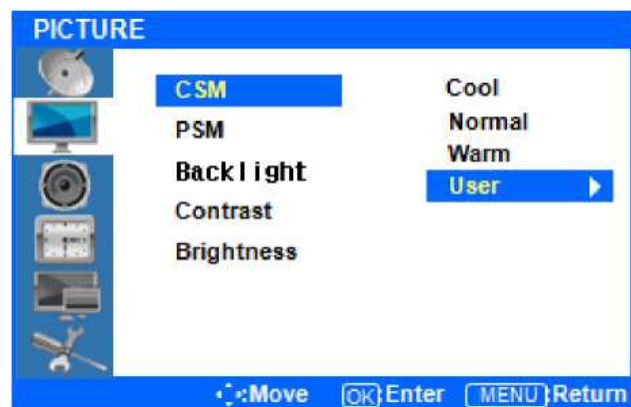 PICTURE
CSM
PSM
Backlight
Contrast
Brightness
Cool
Normal
Warm
User
:Move OK:Enter MENU:Return